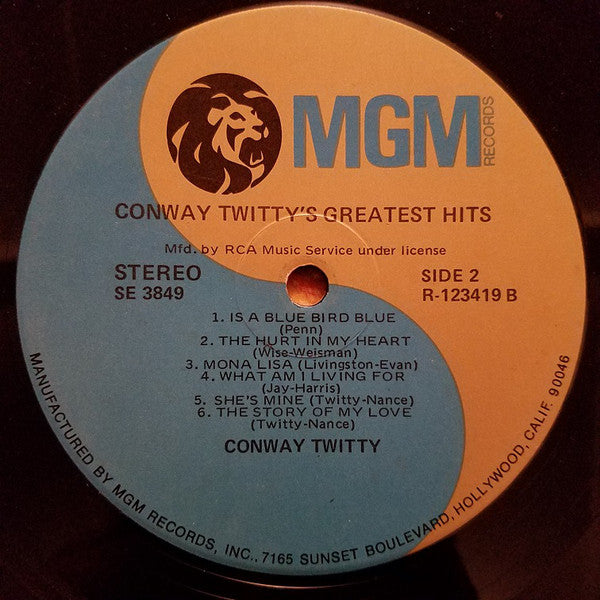 MGM
RECORDS
CONWAY TWITTY'S GREATEST HITS
Mfd. by RCA Music Service under license
STEREO
SE 3849
SIDE 2
R-123419 B
1. IS A BLUE BIRD BLUE
(Penn)
2. THE HURT IN MY HEART
(Wise-Weisman)
3. MONA LISA (Livingston-Evan)
4. WHAT AM I LIVING FOR
(Jay-Harris)
5. SHE'S MINE (Twitty-Nance)
6. THE STORY OF MY LOVE
(Twitty-Nance)
CONWAY TWITTY
MANUFACTURED BY MGM RECORDS, INC., 7165 SUNSET BOULEVARD, HOLLYWOOD, CALIF. 90046